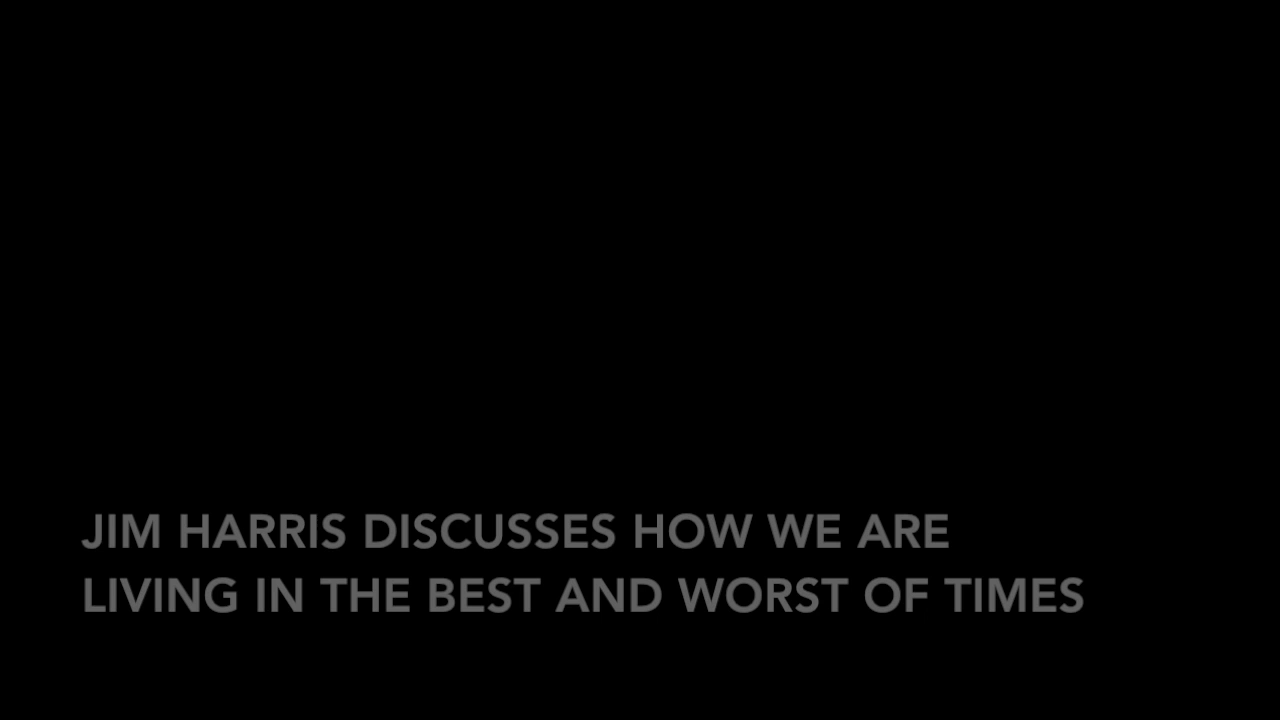 JIM HARRIS DISCUSSES HOW WE ARE
LIVING IN THE BEST AND WORST OF TIMES